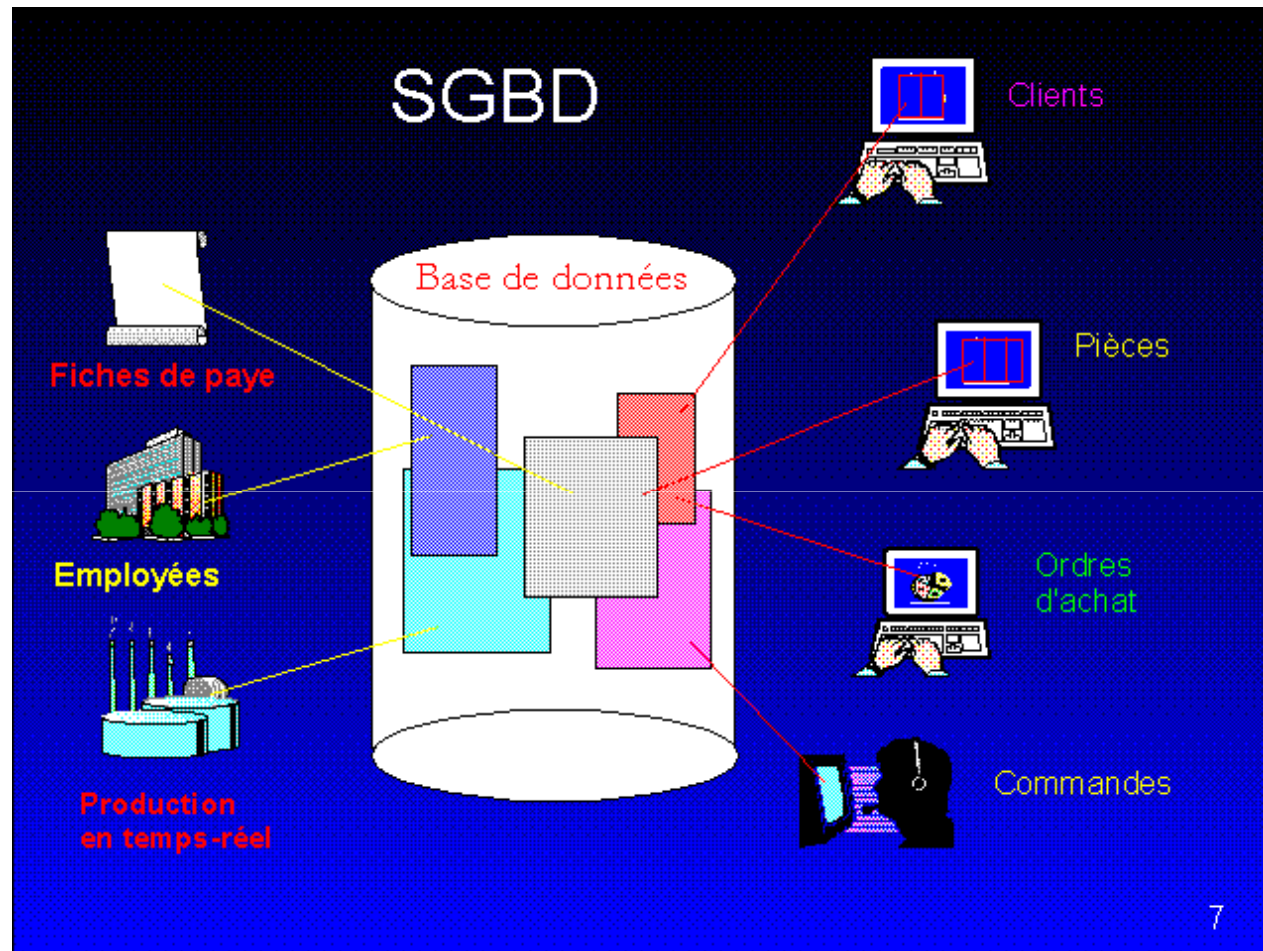 SGBD
Clients
Base de données
Pièces
Fiches de paye
Employées
Ordres
d'achat
Production
en temps-réel
Commandes
7